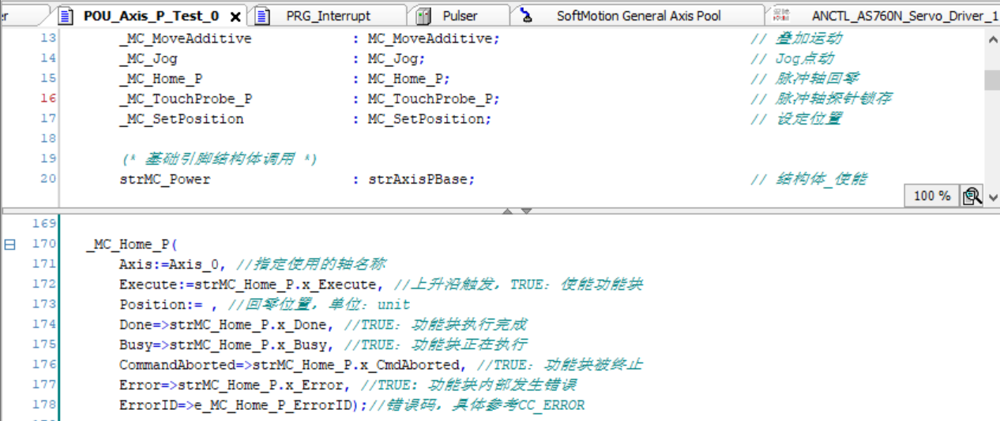 er POU_Axis_P_Test_0 PRG_Interrupt Pulser SoftMotion General Axis Pool ANCTL_AS760N_Servo_Driver_1
13 _MC_MoveAdditive : MC_MoveAdditive; // 叠加运动
14 _MC_Jog : MC_Jog; // Jog点动
15 _MC_Home_P : MC_Home_P; // 脉冲轴回零
16 _MC_TouchProbe_P : MC_TouchProbe_P; // 脉冲轴探针锁存
17 _MC_SetPosition : MC_SetPosition; // 设定位置
18
19 (* 基础引脚结构体调用 *)
20 strMC_Power : strAxisPBase; // 结构体_使能
100 %
169
170 _MC_Home_P(
171 Axis:=Axis_0, //指定使用的轴名称
172 Execute:=strMC_Home_P.x_Execute, //上升沿触发，TRUE：使能功能块
173 Position:= , //回零位置，单位：unit
174 Done=>strMC_Home_P.x_Done, //TRUE：功能块执行完成
175 Busy=>strMC_Home_P.x_Busy, //TRUE：功能块正在执行
176 CommandAborted=>strMC_Home_P.x_CmdAborted, //TRUE：功能块被终止
177 Error=>strMC_Home_P.x_Error, //TRUE：功能块内部发生错误
178 ErrorID=>e_MC_Home_P_ErrorID);//错误码，具体参考CC_ERROR